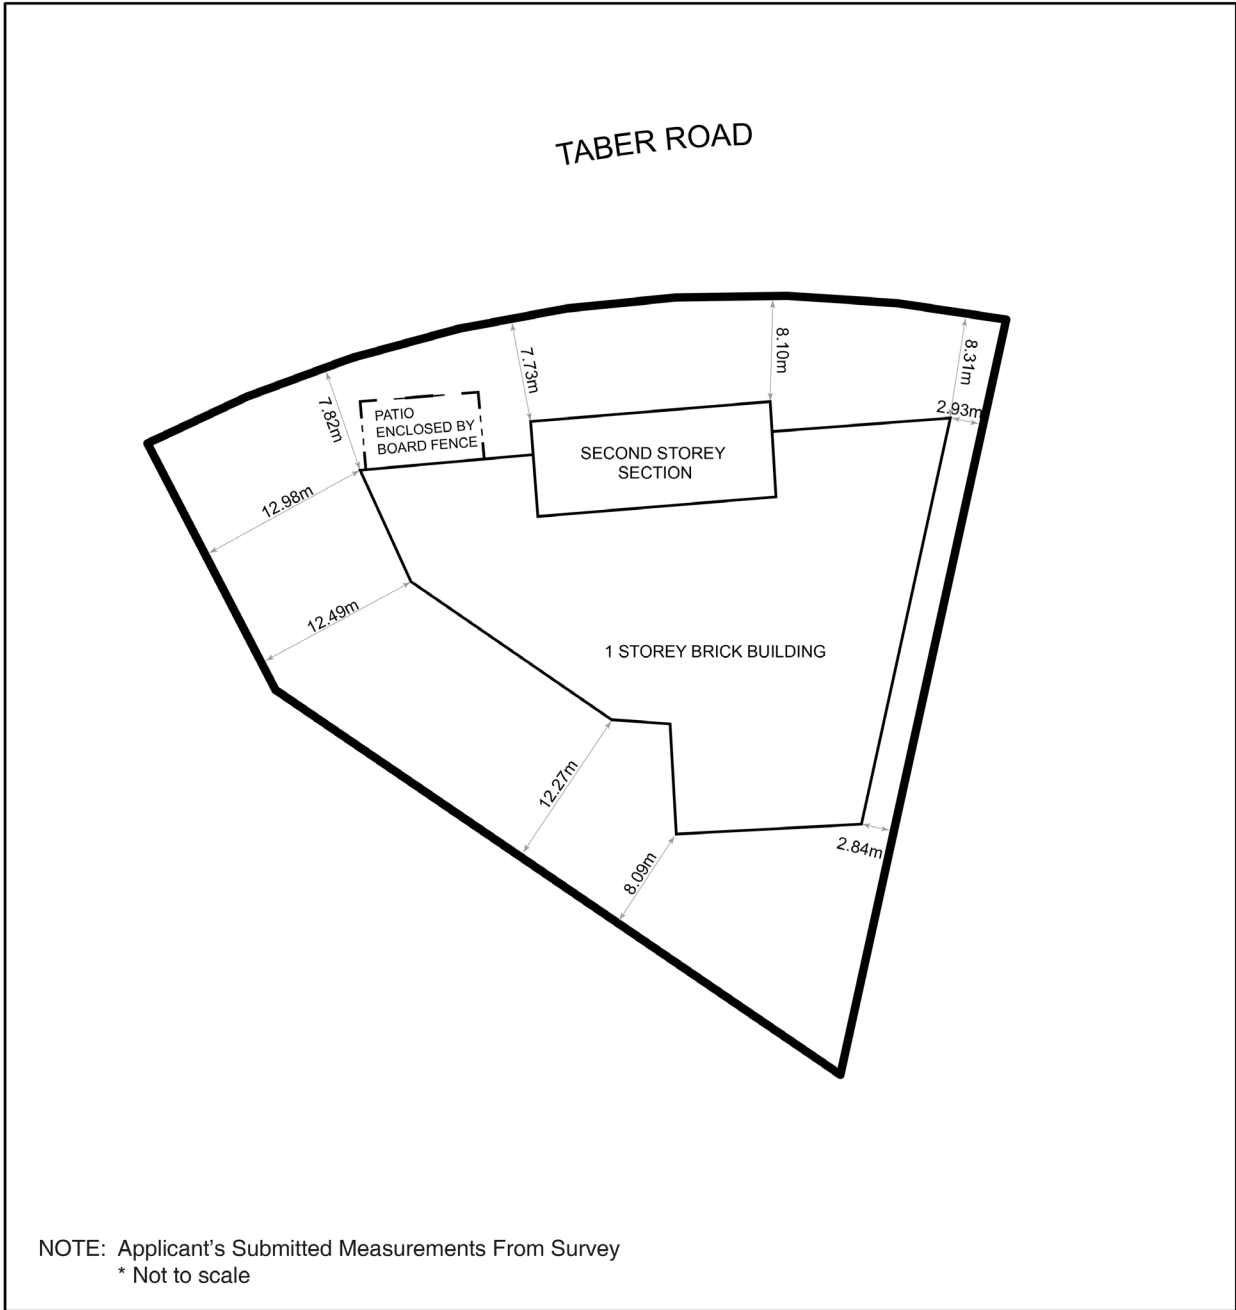 TABER ROAD
7.82m
PATIO
ENCLOSED BY
BOARD FENCE
7.73m
8.10m
8.31m
2.93m
SECOND STOREY
SECTION
12.98m
12.49m
1 STOREY BRICK BUILDING
12.27m
8.09m
2.84m
NOTE: Applicant's Submitted Measurements From Survey
* Not to scale